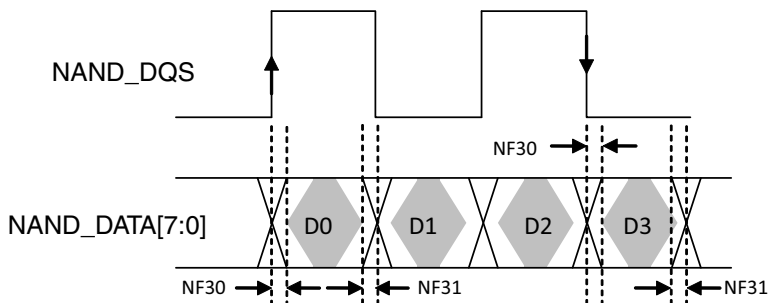 NAND_DQS
NF30
NAND_DATA[7:0]
D0 D1 D2 D3
NF30 NF31 NF31